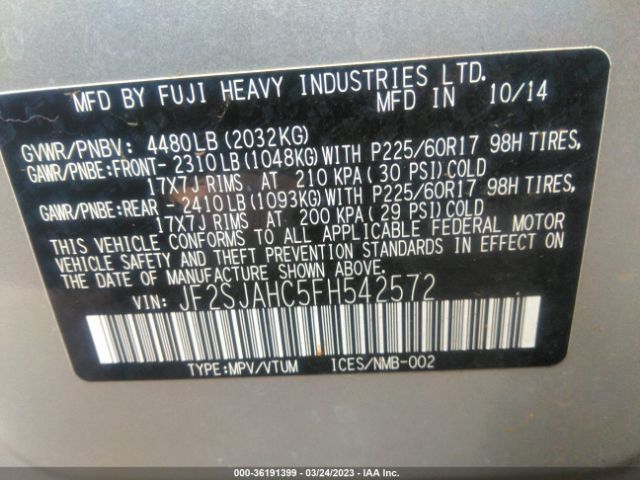 MFD BY FUJI HEAVY INDUSTRIES LTD.
MFD IN 10/14
GVWR/PNBV: 4480LB(2032KG)
GAWR/PNBE:FRONT-2310LB(1048KG)WITH P225/60R17 98H TIRES,
17X7J RIMS AT 210 KPA(30 PSI)COLD
GAWR/PNBE:REAR -2410LB(1093KG)WITH P225/60R17 98H TIRES,
17X7J RIMS AT 200 KPA(29 PSI)COLD
THIS VEHICLE CONFORMS TO ALL APPLICABLE FEDERAL MOTOR
VEHICLE SAFETY AND THEFT PREVENTION STANDARDS IN EFFECT ON
THE DATE OF MANUFACTURE SHOWN ABOVE.
VIN: JF2SJAHC5FH542572
TYPE:MPV/VTUM ICES/NMB-002
000-36191399 - 03/24/2023 - IAA Inc.